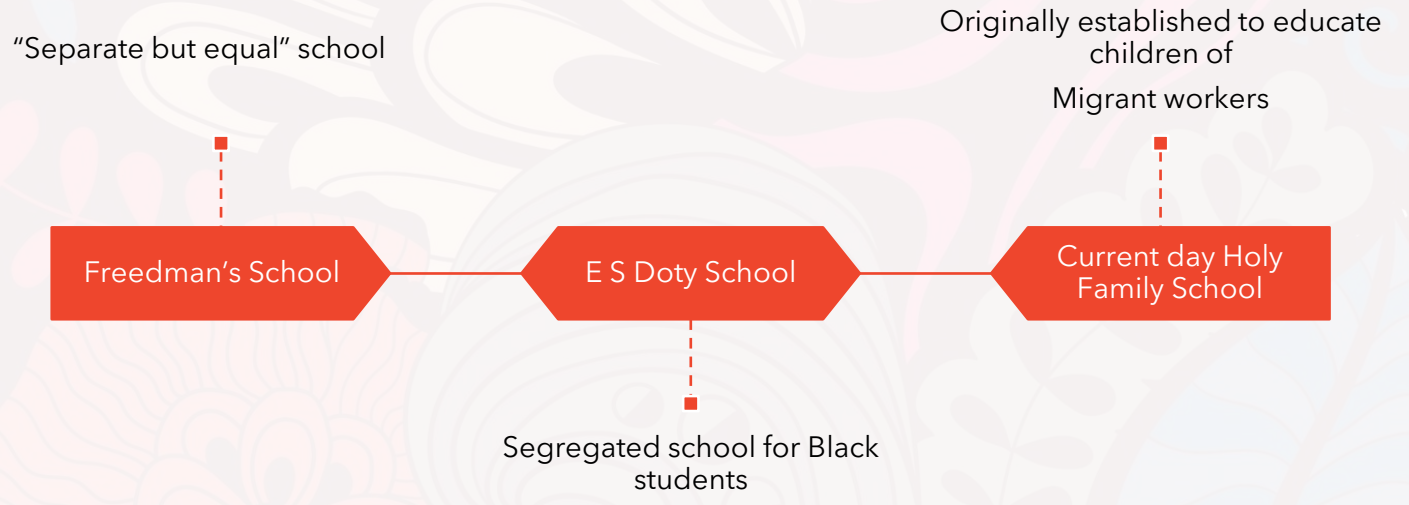 “Separate but equal” school
Originally established to educate
children of
Migrant workers
Freedman’s School
E S Doty School
Current day Holy
Family School
Segregated school for Black
students